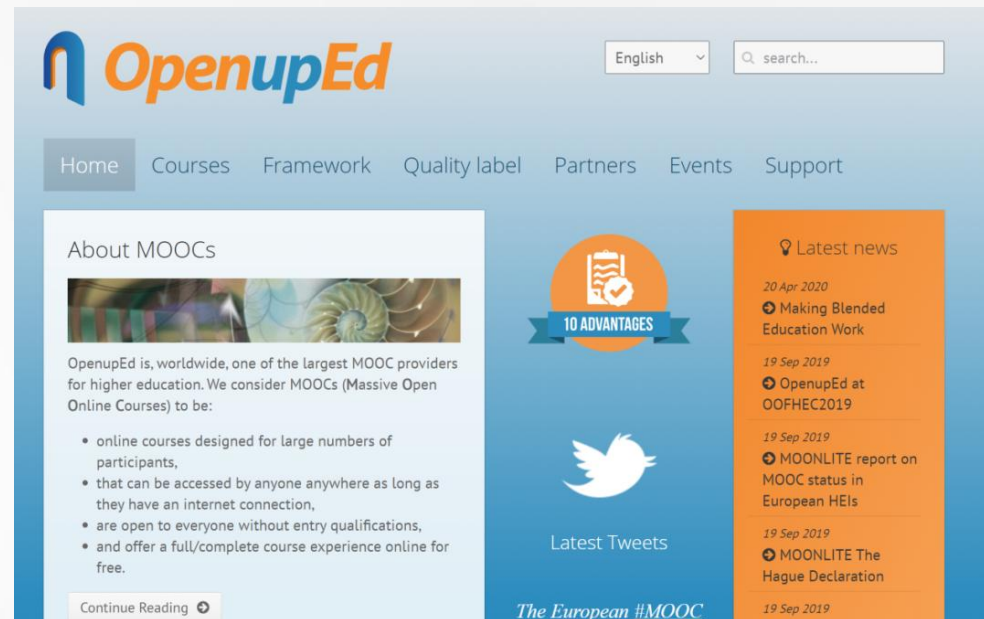 OpenupEd
English
search...
Home Courses Framework Quality label Partners Events Support
About MOOCs
OpenupEd is, worldwide, one of the largest MOOC providers
for higher education. We consider MOOCs (Massive Open
Online Courses) to be:
• online courses designed for large numbers of
participants,
• that can be accessed by anyone anywhere as long as
they have an internet connection,
• are open to everyone without entry qualifications,
• and offer a full/complete course experience online for
free.
Continue Reading
10 ADVANTAGES
Latest Tweets
The European #MOOC
Latest news
20 Apr 2020
Making Blended
Education Work
19 Sep 2019
OpenupEd at
OOFHEC2019
19 Sep 2019
MOONLITE report on
MOOC status in
European HEIs
19 Sep 2019
MOONLITE The
Hague Declaration
19 Sep 2019